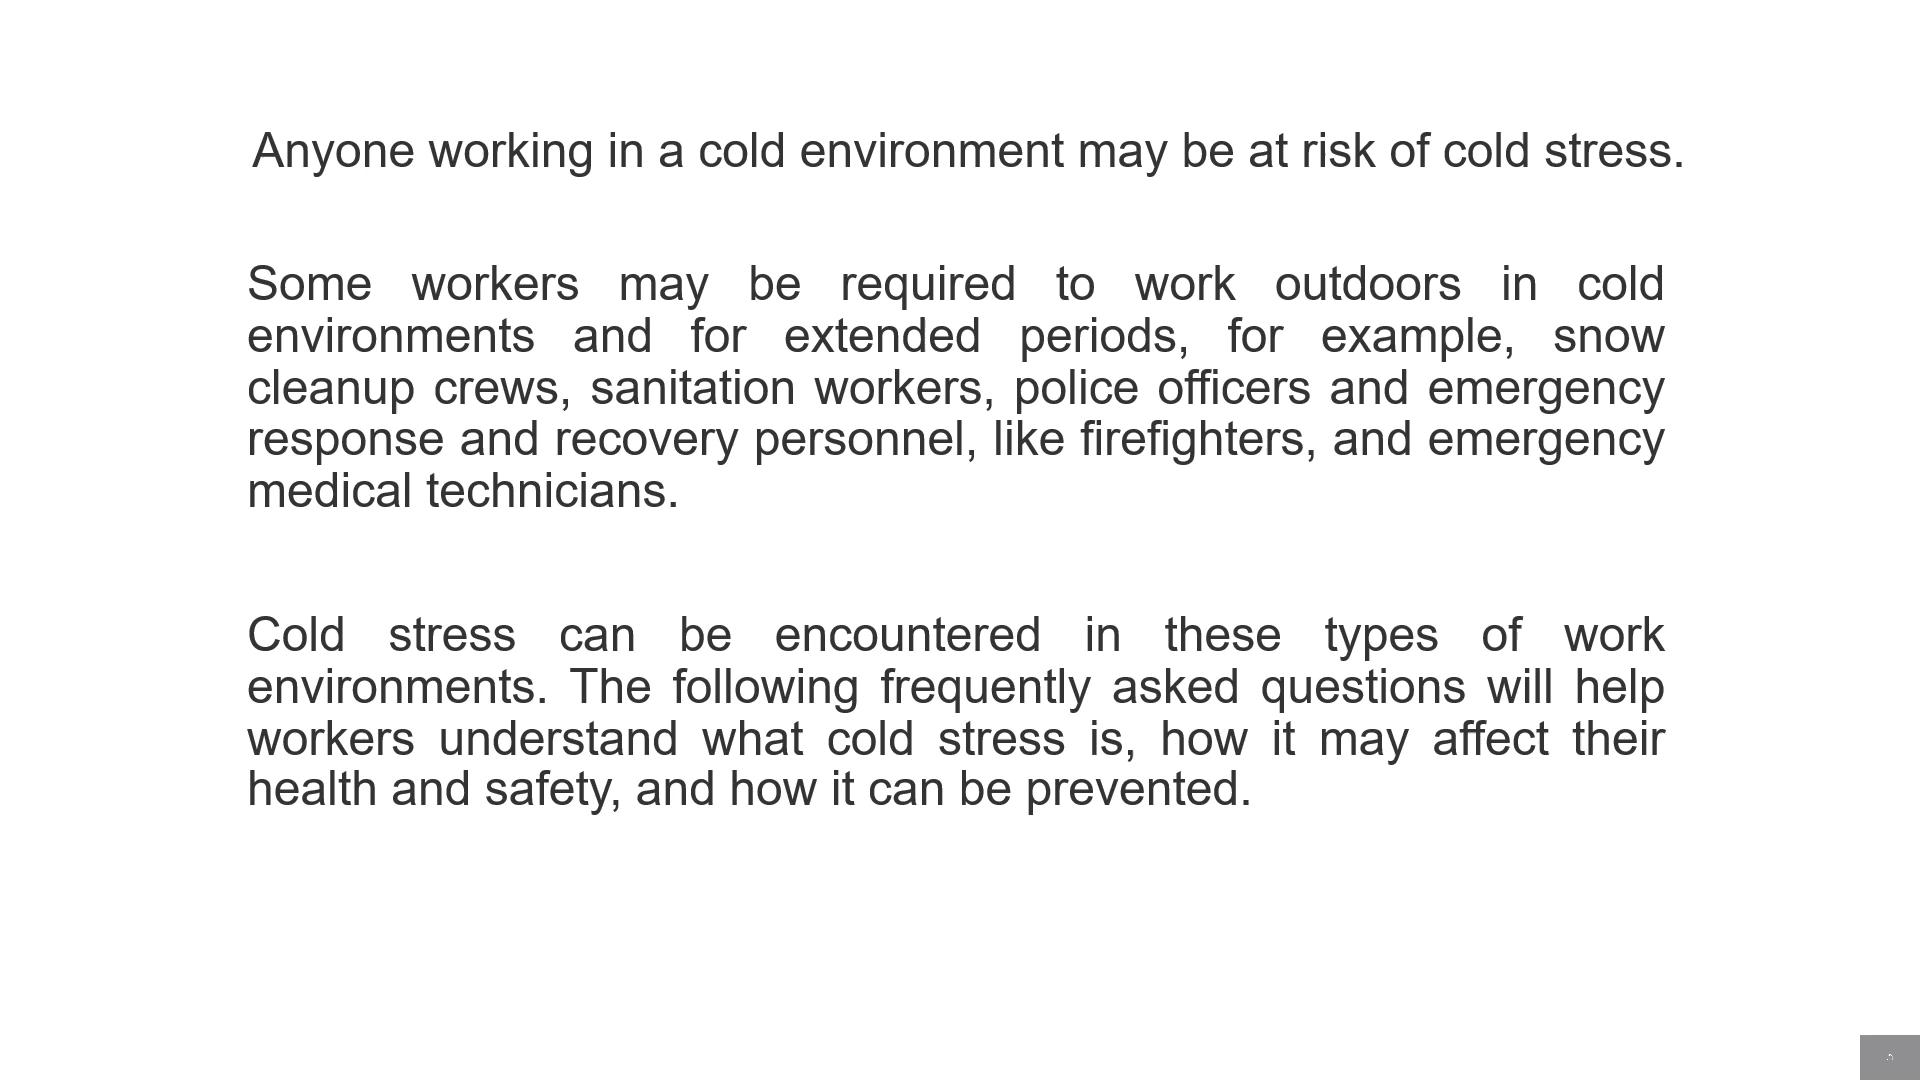 Anyone working in a cold environment may be at risk of cold stress.
Some workers may be required to work outdoors in cold
environments and for extended periods, for example, snow
cleanup crews, sanitation workers, police officers and emergency
response and recovery personnel, like firefighters, and emergency
medical technicians.
Cold stress can be encountered in these types of work
environments. The following frequently asked questions will help
workers understand what cold stress is, how it may affect their
health and safety, and how it can be prevented.